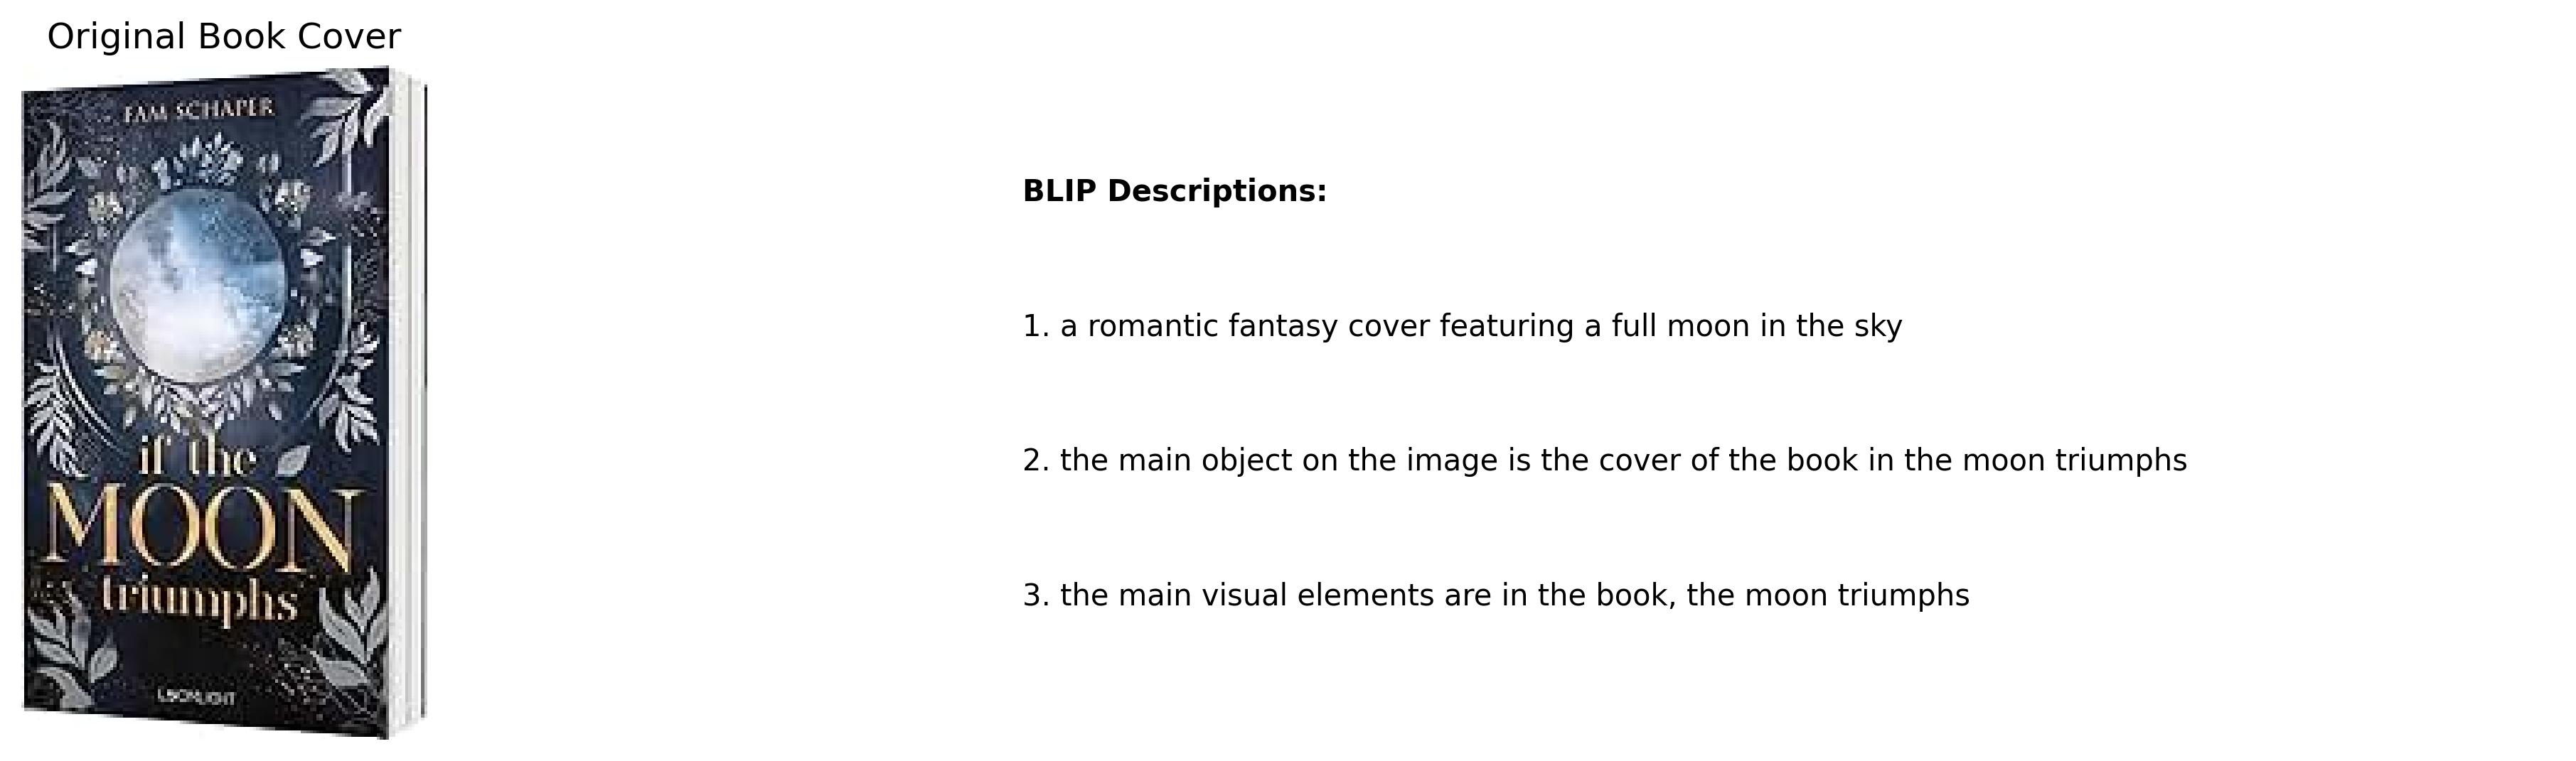 Original Book Cover
FAM SCHAPER
if the
MOON
triumphs
BLIP Descriptions:
1. a romantic fantasy cover featuring a full moon in the sky
2. the main object on the image is the cover of the book in the moon triumphs
3. the main visual elements are in the book, the moon triumphs